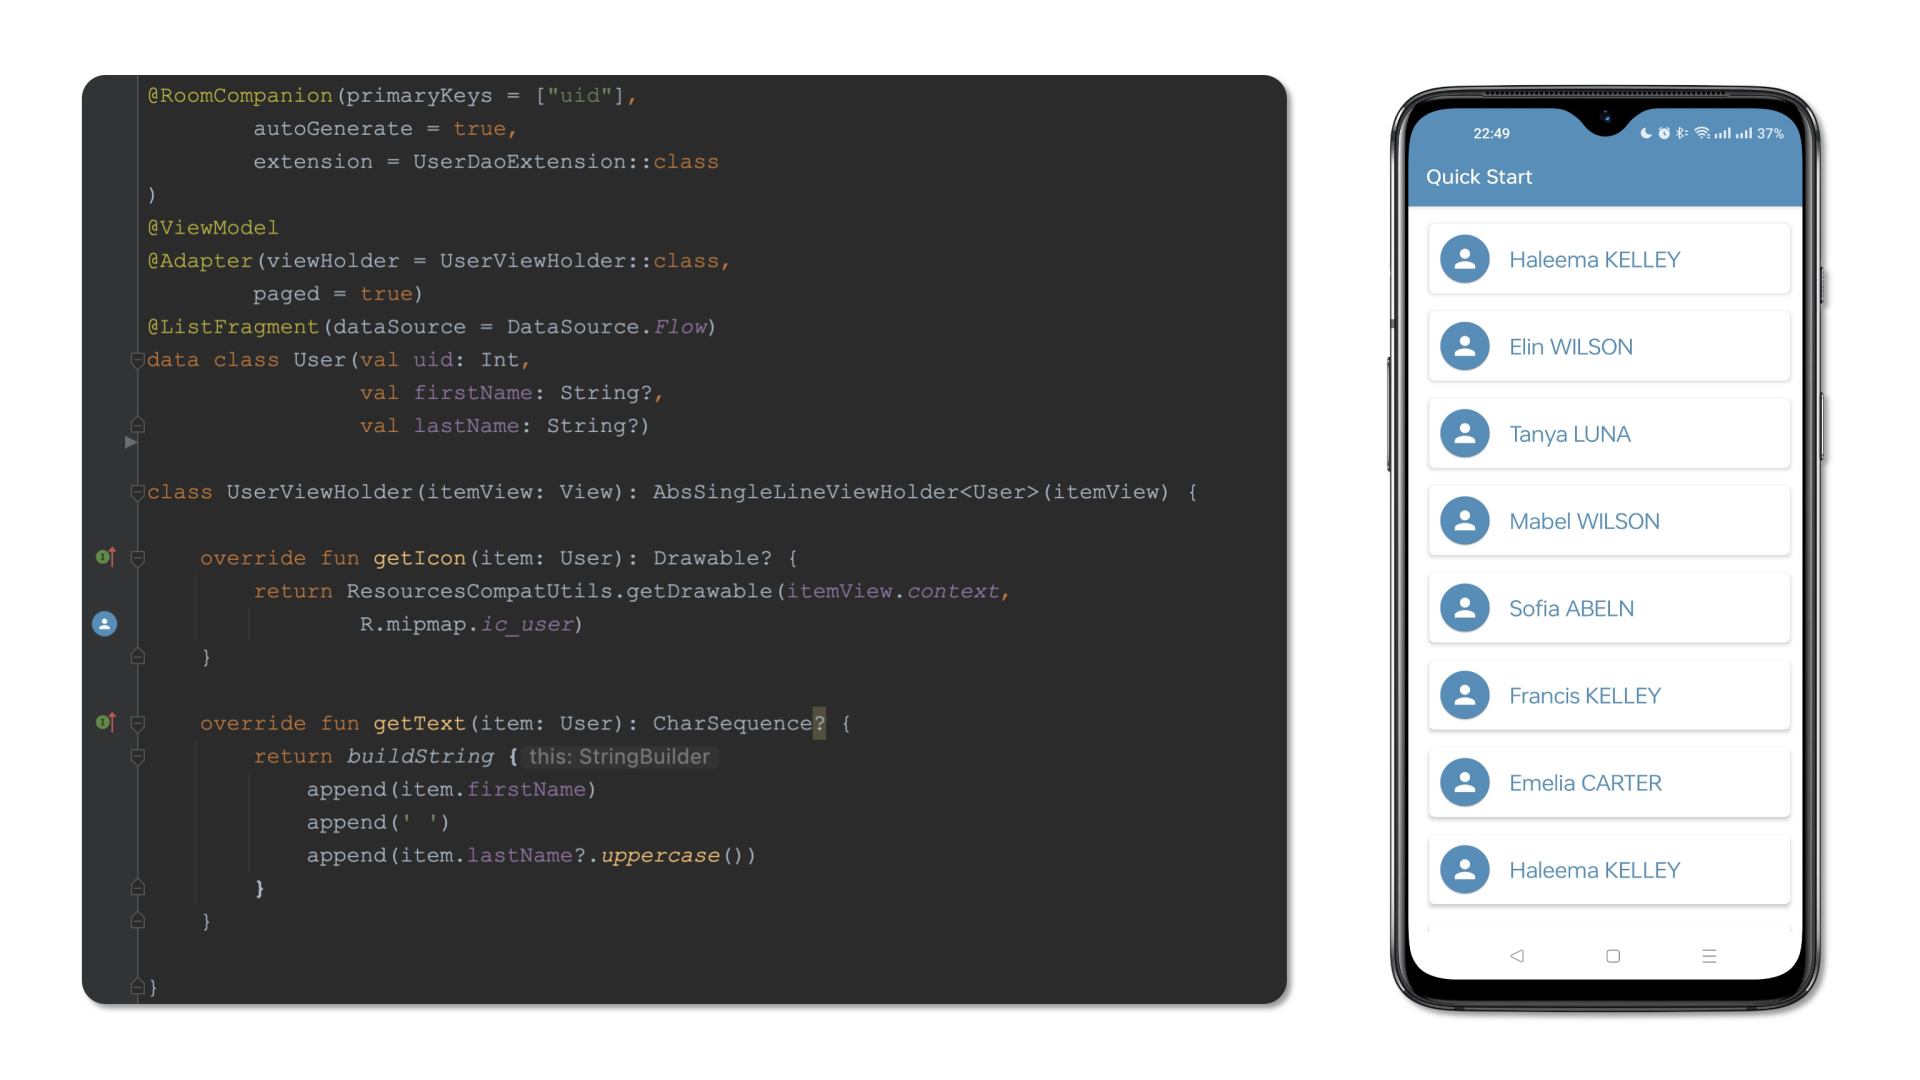 @RoomCompanion(primaryKeys = ["uid"],
        autoGenerate = true,
        extension = UserDaoExtension::class
)
@ViewModel
@Adapter(viewHolder = UserViewHolder::class,
        paged = true)
@ListFragment(dataSource = DataSource.Flow)
data class User(val uid: Int,
                val firstName: String?,
                val lastName: String?)
class UserViewHolder(itemView: View): AbsSingleLineViewHolder<User>(itemView) {
    override fun getIcon(item: User): Drawable? {
        return ResourcesCompatUtils.getDrawable(itemView.context,
                R.mipmap.ic_user)
    }
    override fun getText(item: User): CharSequence? {
        return buildString { this: StringBuilder
            append(item.firstName)
            append(' ')
            append(item.lastName?.uppercase())
        }
    }
}
22:49 37%
Quick Start
Haleema KELLEY
Elin WILSON
Tanya LUNA
Mabel WILSON
Sofia ABELN
Francis KELLEY
Emelia CARTER
Haleema KELLEY